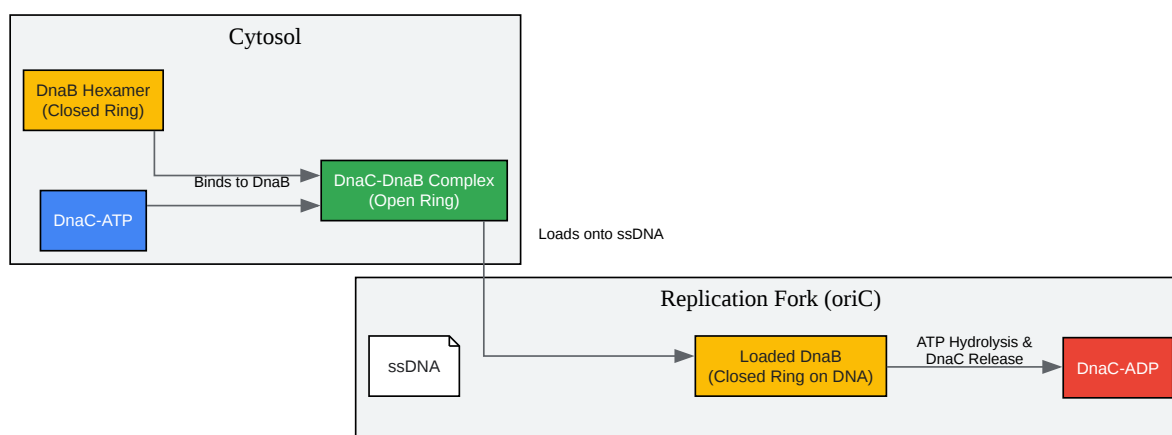 Cytosol
DnaB Hexamer
(Closed Ring)
Binds to DnaB
DnaC-DnaB Complex
(Open Ring)
DnaC-ATP
Loads onto ssDNA
Replication Fork (oriC)
ssDNA
Loaded DnaB
(Closed Ring on DNA)
ATP Hydrolysis &
DnaC Release
DnaC-ADP